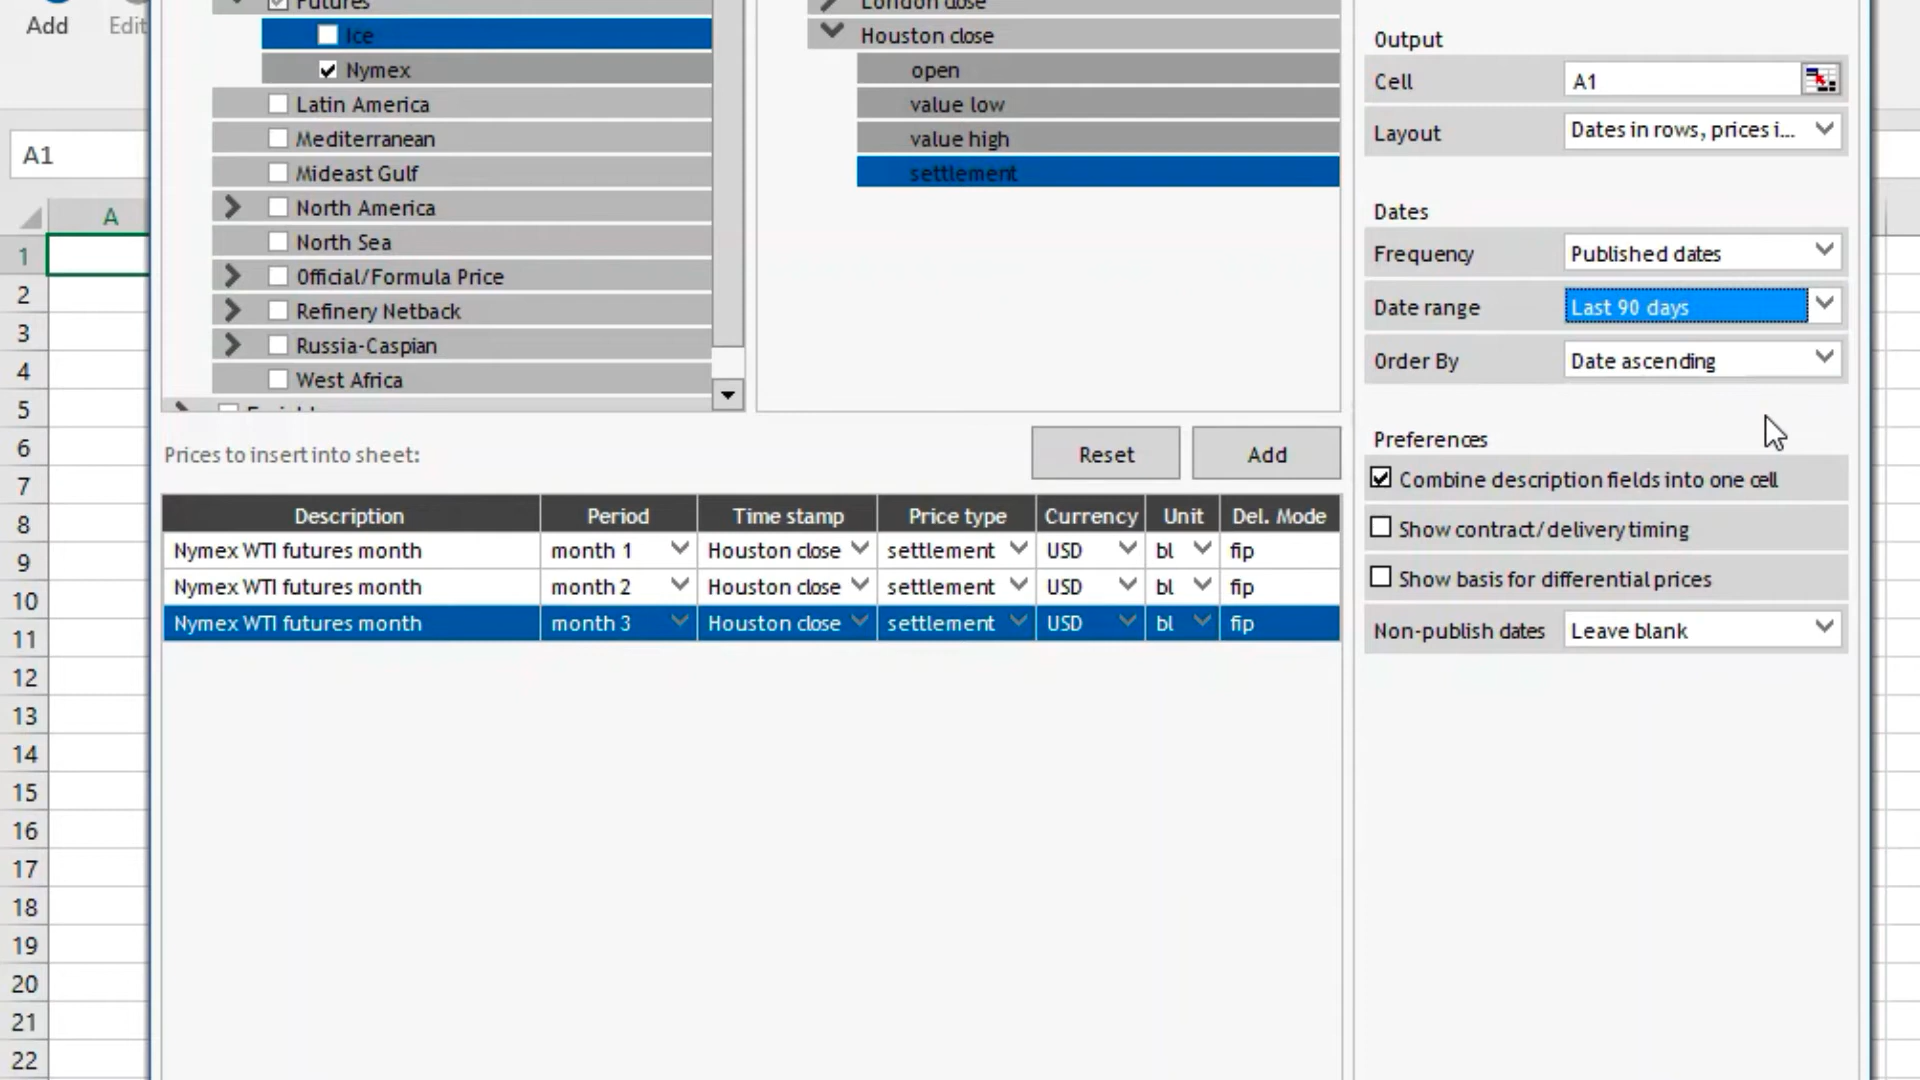 Add
Edit
A1
A
1
2
3
4
5
6
7
8
9
10
11
12
13
14
15
16
17
18
19
20
21
22
Futures
Ice
Nymex
Latin America
Mediterranean
Mideast Gulf
North America
North Sea
Official/Formula Price
Refinery Netback
Russia-Caspian
West Africa
London close
Houston close
open
value low
value high
settlement
Output
Cell A1
Layout Dates in rows, prices i...
Dates
Frequency Published dates
Date range Last 90 days
Order By Date ascending
Preferences
Combine description fields into one cell
Show contract/delivery timing
Show basis for differential prices
Non-publish dates Leave blank
Prices to insert into sheet:
Reset
Add
Description Period Time stamp Price type Currency Unit Del. Mode
Nymex WTI futures month month 1 Houston close settlement USD bl fip
Nymex WTI futures month month 2 Houston close settlement USD bl fip
Nymex WTI futures month month 3 Houston close settlement USD bl fip